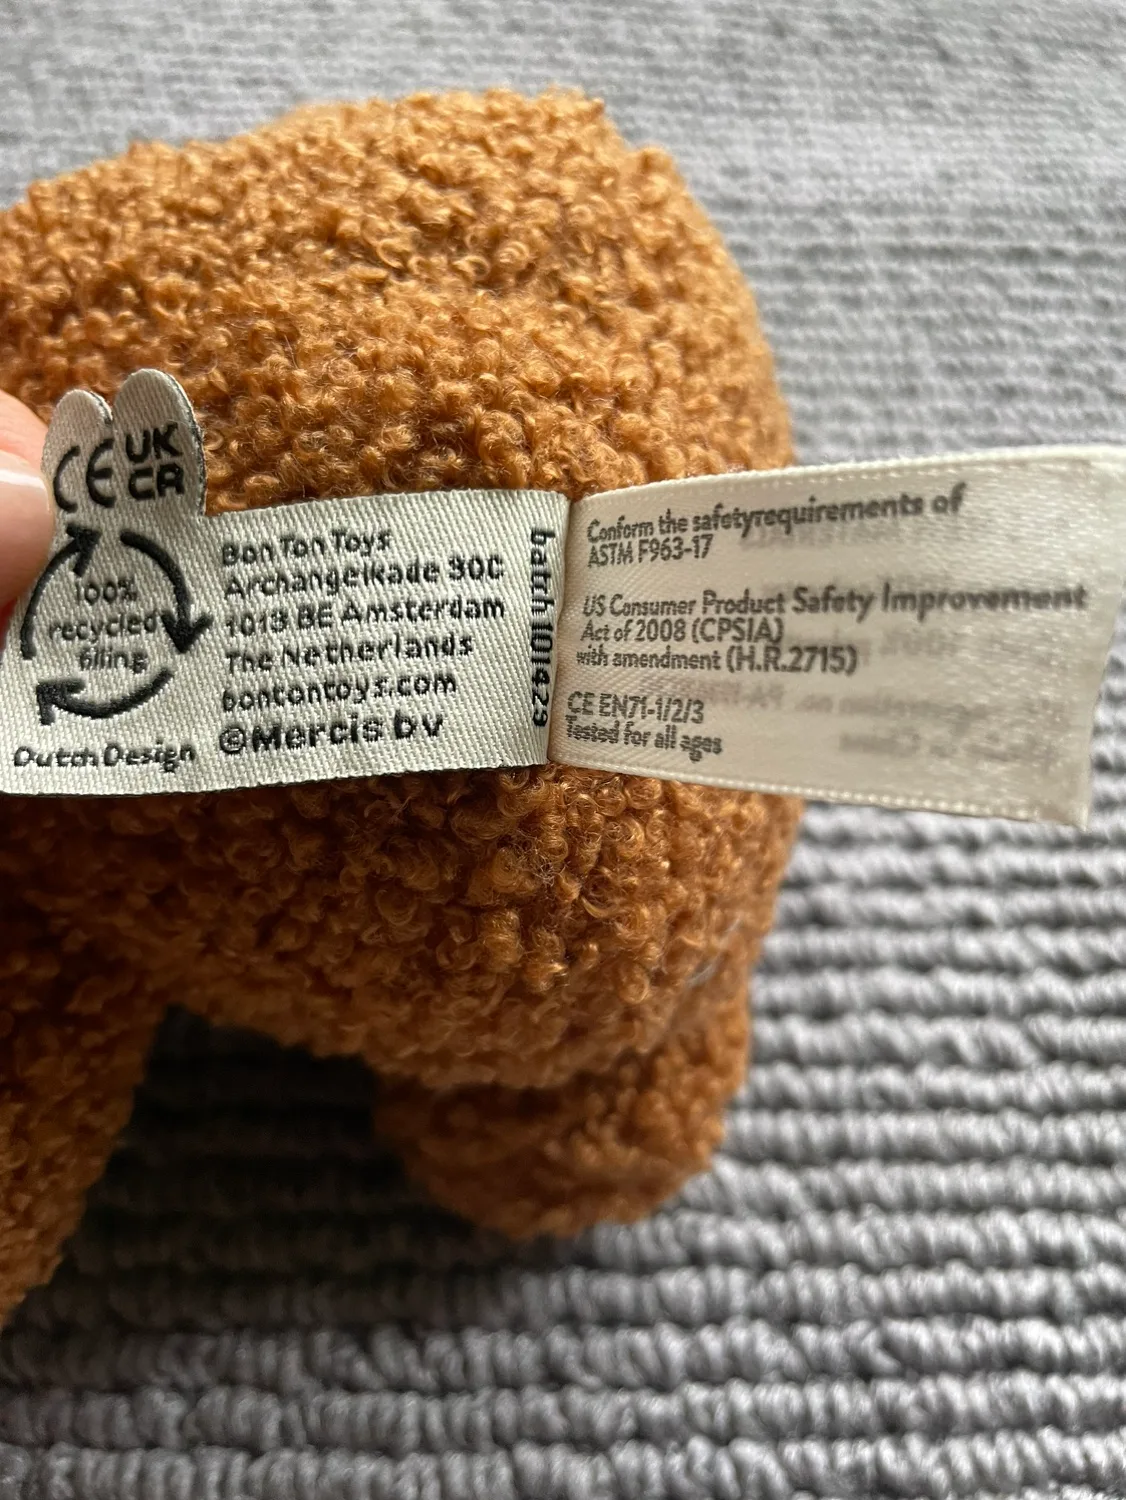 CE UK
CA
100%
recycled
filling
Dutch Design
Bon Ton Toys
Archangelkade 30C
1013 BE Amsterdam
The Netherlands
bontontoys.com
©Mercis bv
batch 101429
Conform the safetyrequirements of
ASTM F963-17
US Consumer Product Safety Improvement
Act of 2008 (CPSIA)
with amendment (H.R.2715)
CE EN71-1/2/3
Tested for all ages